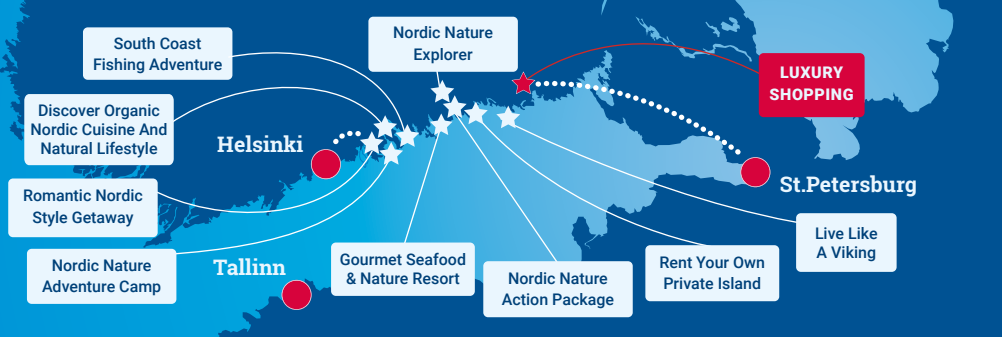 Nordic Nature
Explorer
South Coast
Fishing Adventure
LUXURY
SHOPPING
Discover Organic
Nordic Cuisine And
Natural Lifestyle
Helsinki
St.Petersburg
Romantic Nordic
Style Getaway
Live Like
A Viking
Nordic Nature
Adventure Camp
Tallinn
Gourmet Seafood
& Nature Resort
Nordic Nature
Action Package
Rent Your Own
Private Island